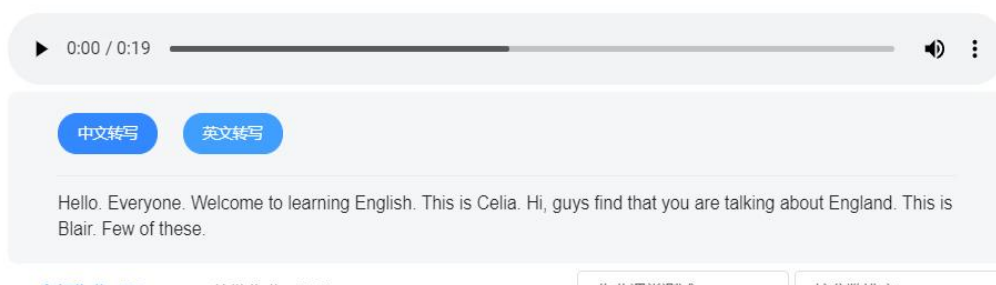 0:00 / 0:19
中文转写 英文转写
Hello. Everyone. Welcome to learning English. This is Celia. Hi, guys find that you are talking about England. This is
Blair. Few of these.